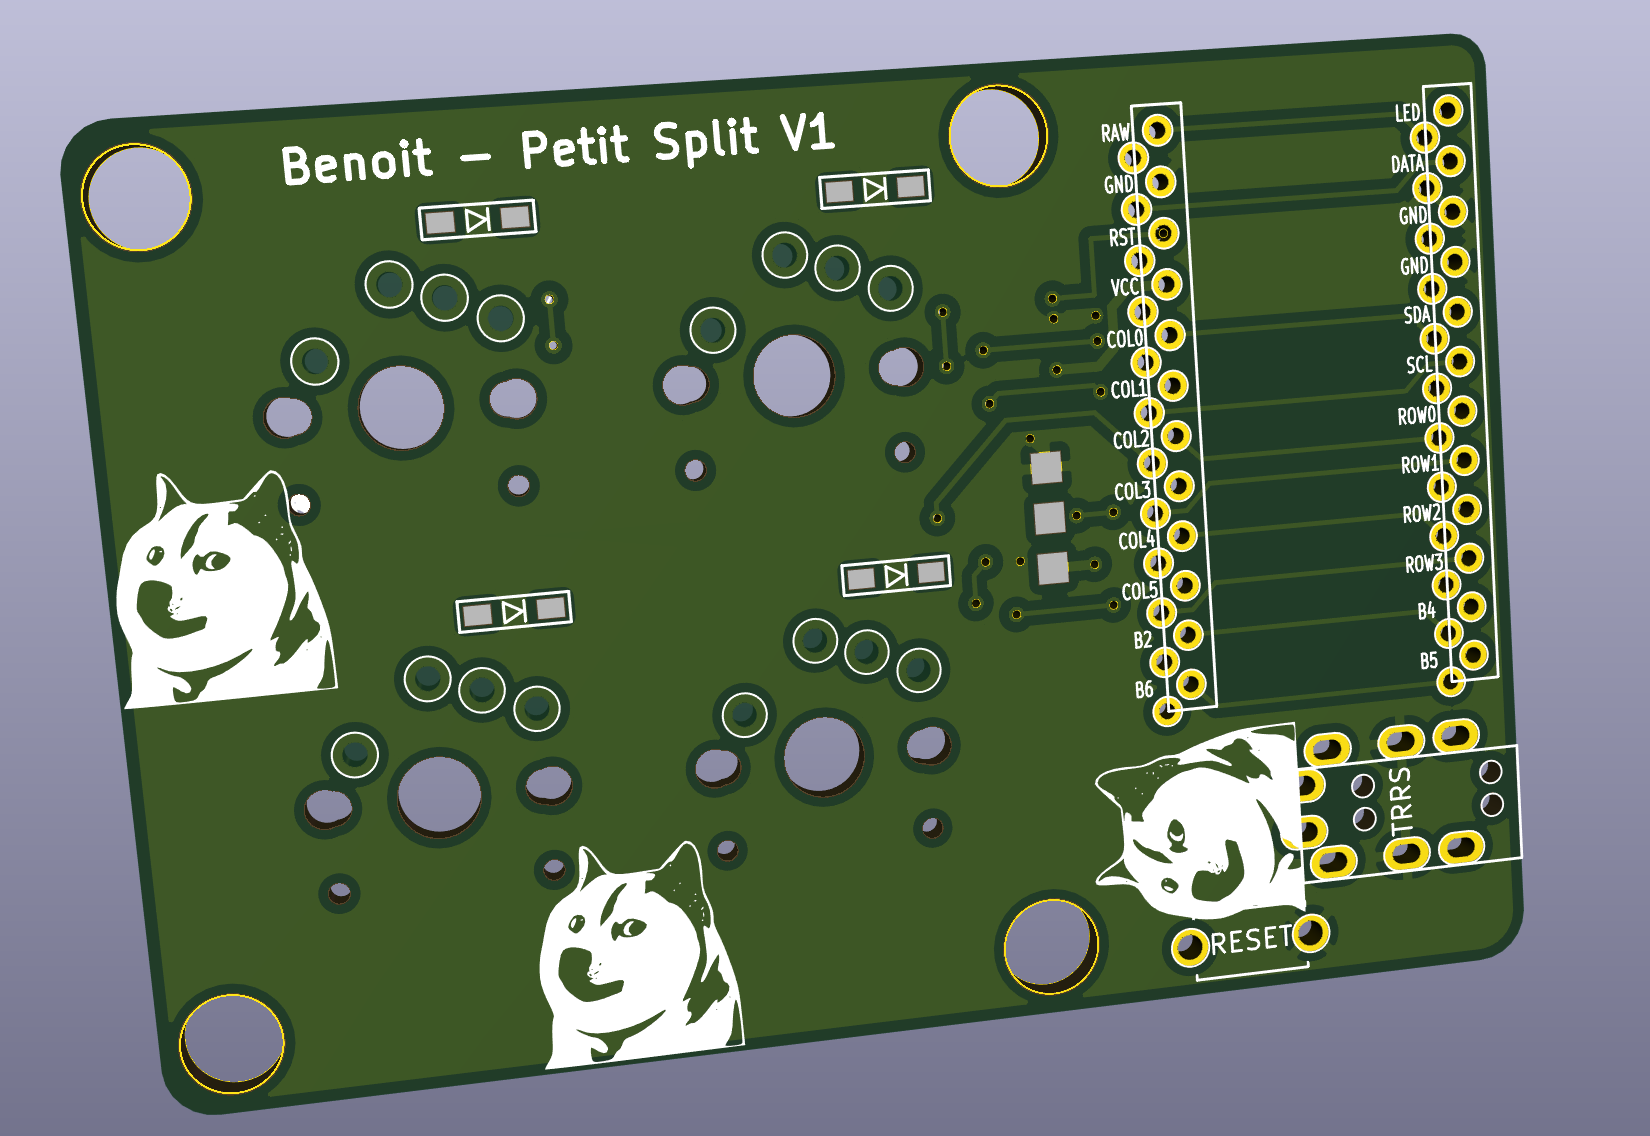 Benoit – Petit Split V1
RAW
GND
RST
VCC
COL0
COL1
COL2
COL3
COL4
COL5
B2
B6
LED
DATA
GND
GND
SDA
SCL
ROW0
ROW1
ROW2
ROW3
B4
B5
TRRS
RESET